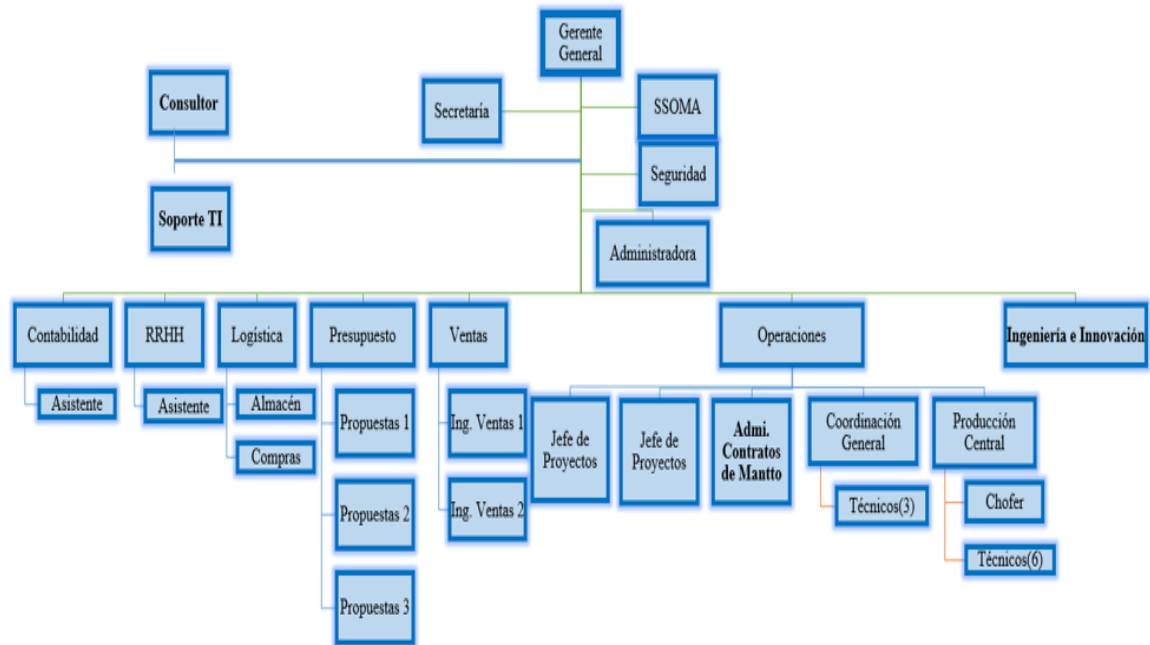 Gerente
General
Consultor
Secretaría
SSOMA
Seguridad
Soporte TI
Administradora
Contabilidad
RRHH
Logística
Presupuesto
Ventas
Operaciones
Ingeniería e Innovación
Asistente
Asistente
Almacén
Compras
Propuestas 1
Propuestas 2
Propuestas 3
Ing. Ventas 1
Ing. Ventas 2
Jefe de
Proyectos
Jefe de
Proyectos
Admi.
Contratos
de Mantto
Coordinación
General
Técnicos(3)
Producción
Central
Chofer
Técnicos(6)